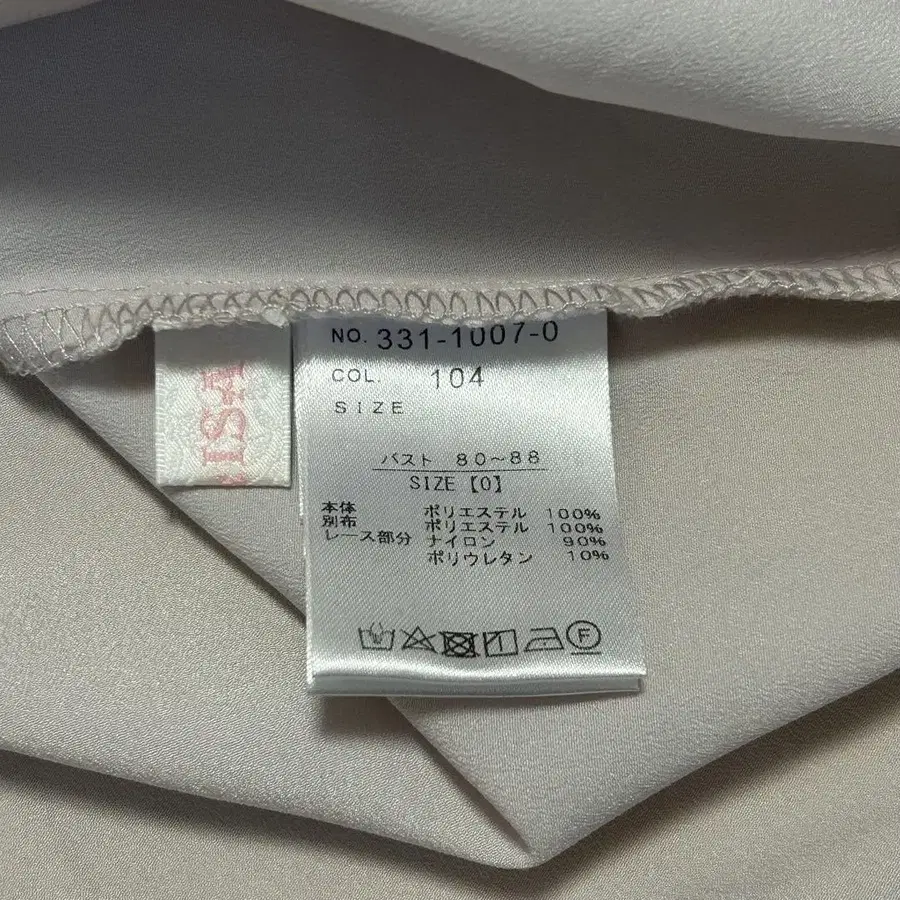 NO. 331-1007-0
COL. 104
SIZE
バスト 80~88
SIZE【0】
本体 ポリエステル 100%
別布 ポリエステル 100%
レース部分 ナイロン 90%
ポリウレタン 10%
F